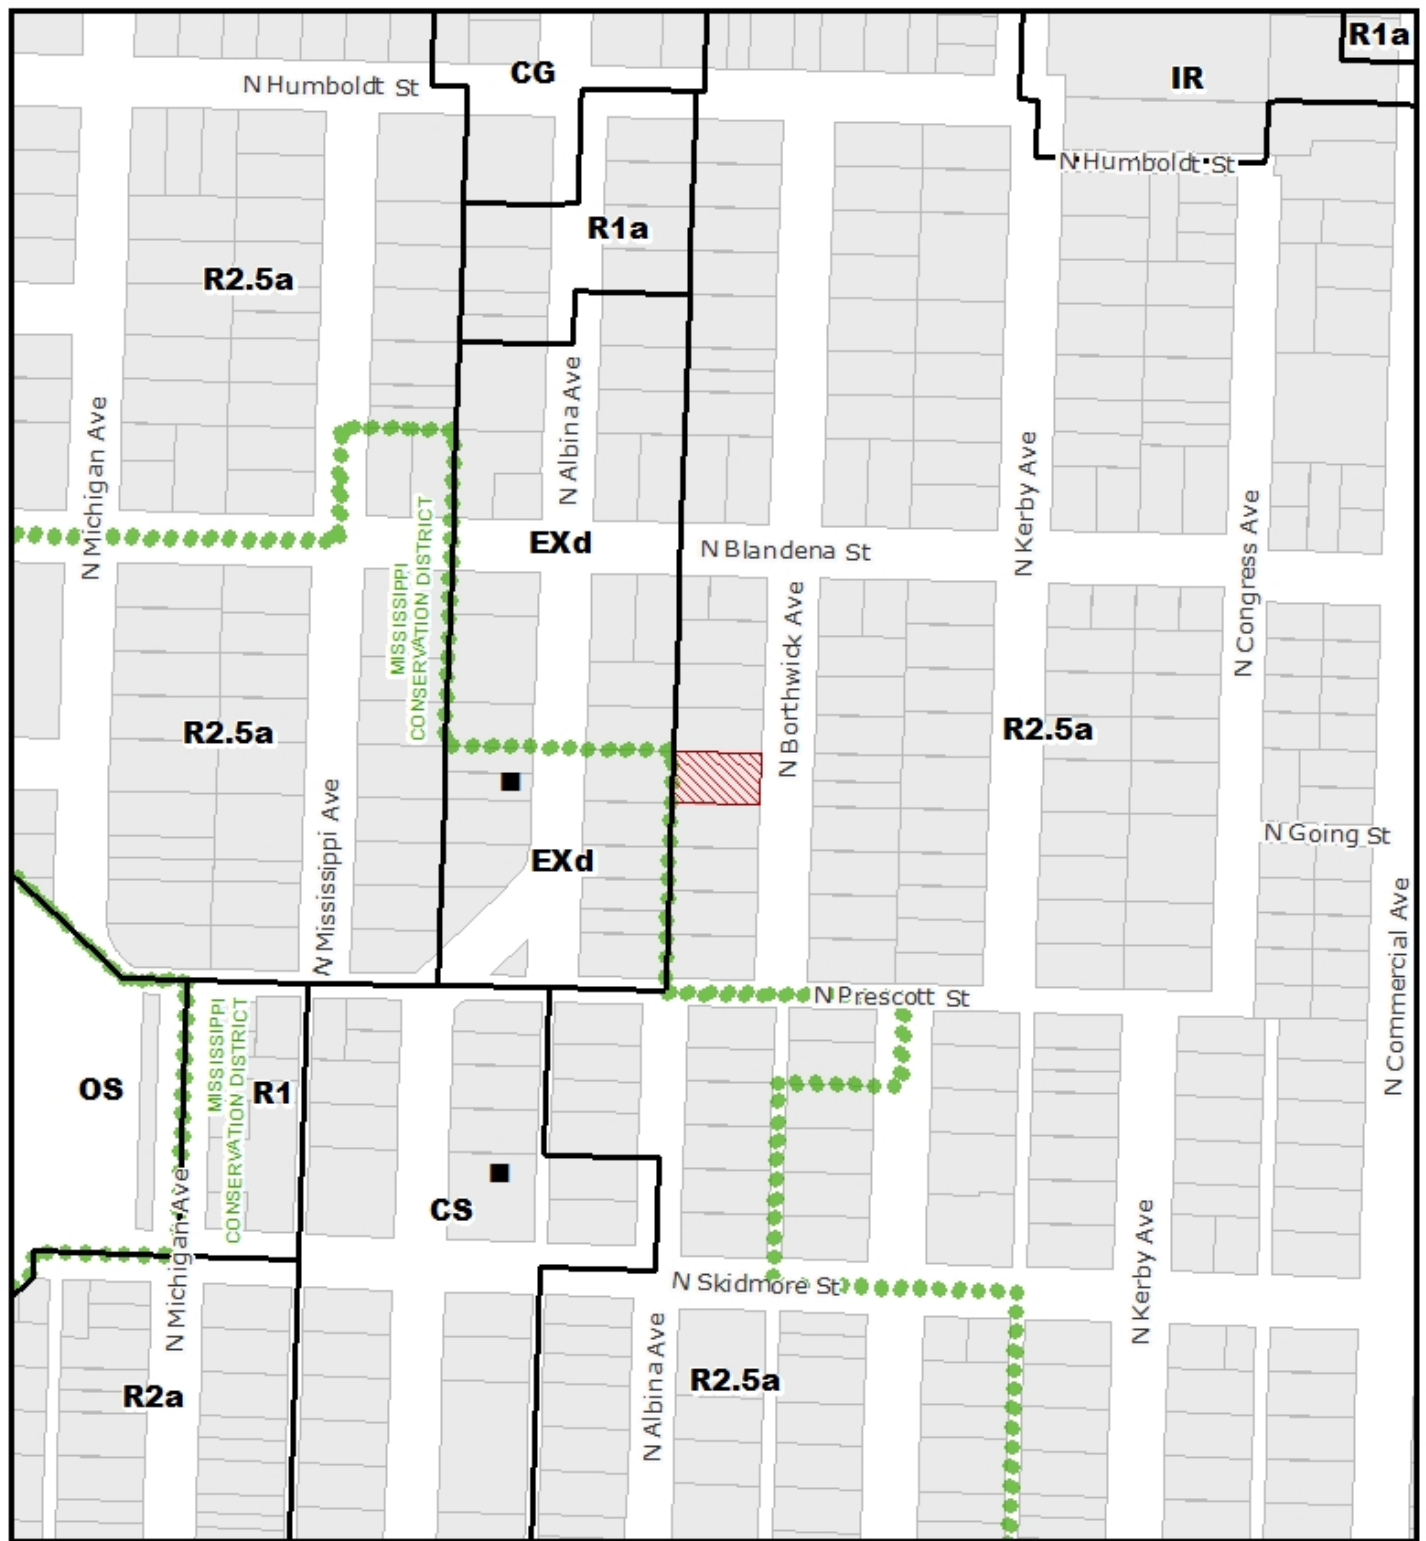 R1a
CG
IR
N Humboldt St
N Humboldt St
R1a
R2.5a
N Albina Ave
N Michigan Ave
N Kerby Ave
N Congress Ave
EXd
N Blandena St
MISSISSIPPI
CONSERVATION DISTRICT
N Borthwick Ave
R2.5a
R2.5a
N Going St
N Mississippi Ave
EXd
N Commercial Ave
N Prescott St
MISSISSIPPI
CONSERVATION DISTRICT
OS
R1
CS
N Michigan Ave
N Kerby Ave
N Skidmore St
N Albina Ave
R2.5a
R2a